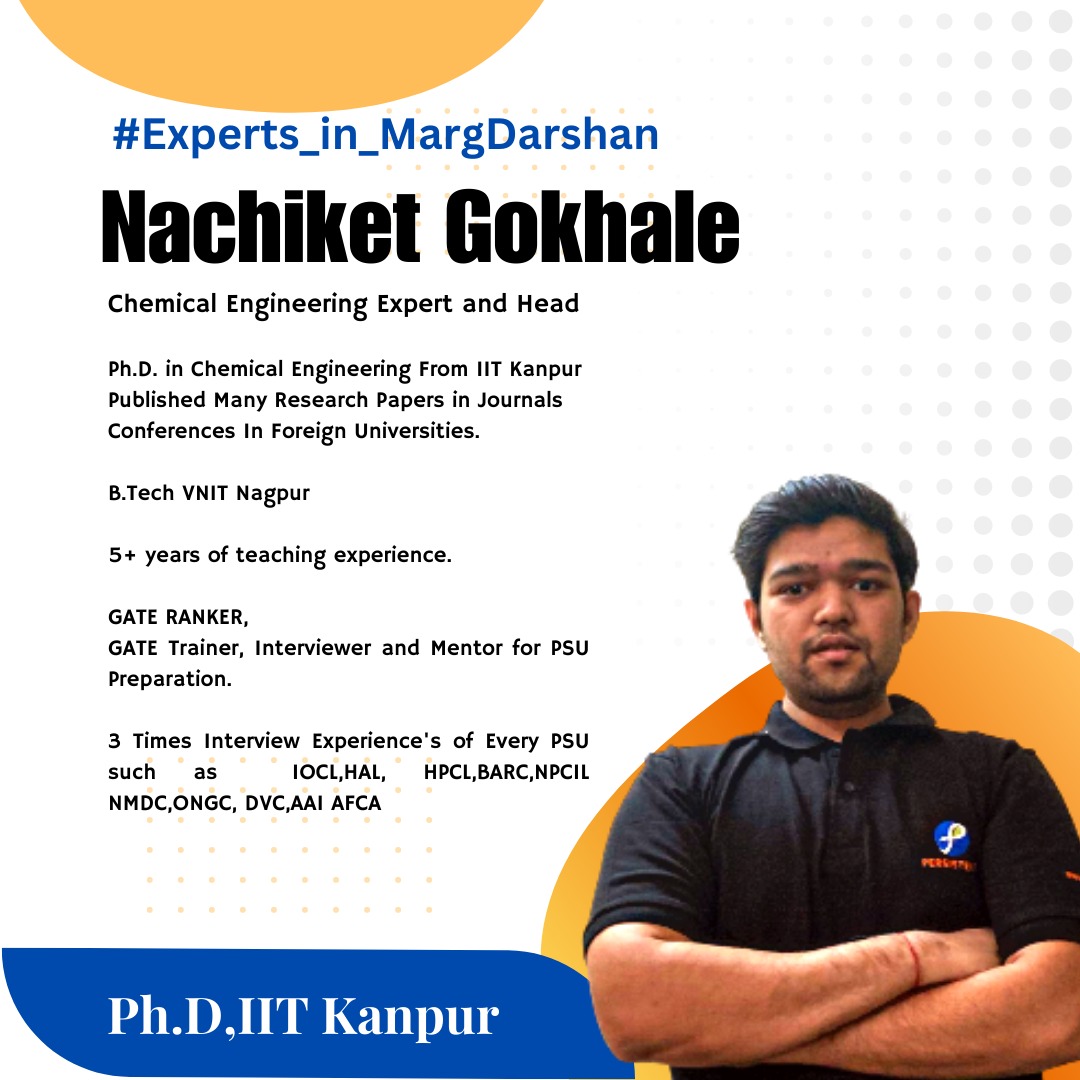 #Experts_in_MargDarshan
Nachiket Gokhale
Chemical Engineering Expert and Head
Ph.D. in Chemical Engineering From IIT Kanpur
Published Many Research Papers in Journals
Conferences In Foreign Universities.
B.Tech VNIT Nagpur
5+ years of teaching experience.
GATE RANKER,
GATE Trainer, Interviewer and Mentor for PSU
Preparation.
3 Times Interview Experience's of Every PSU
such as IOCL,HAL, HPCL,BARC,NPCIL
NMDC,ONGC, DVC,AAI AFCA
Ph.D,IIT Kanpur